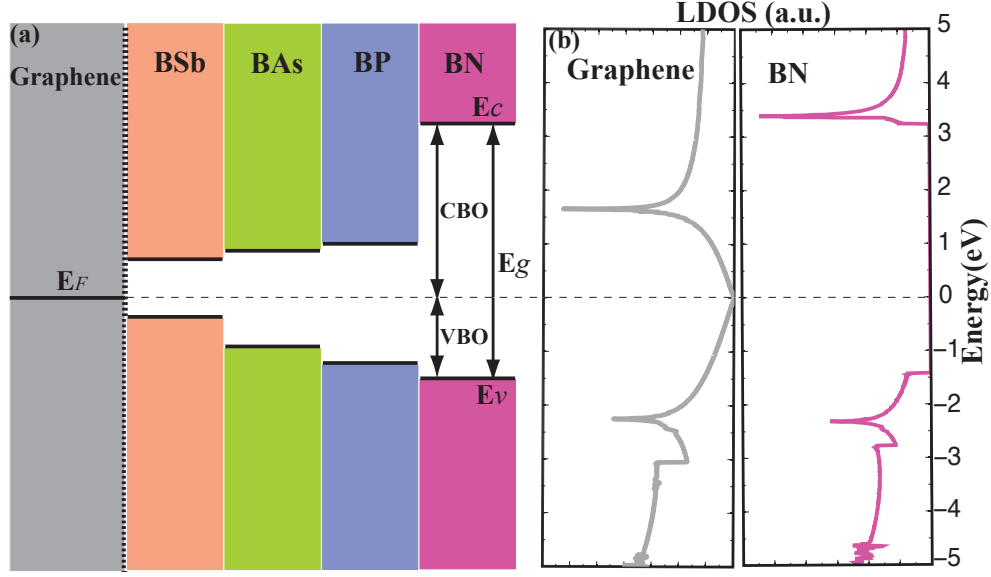 (a)
Graphene
BSb
BAs
BP
BN
Ec
CBO
Eg
EF
VBO
Ev
LDOS (a.u.)
(b)
Graphene
BN
5
4
3
2
1
0
−1
−2
−3
−4
−5
Energy(eV)